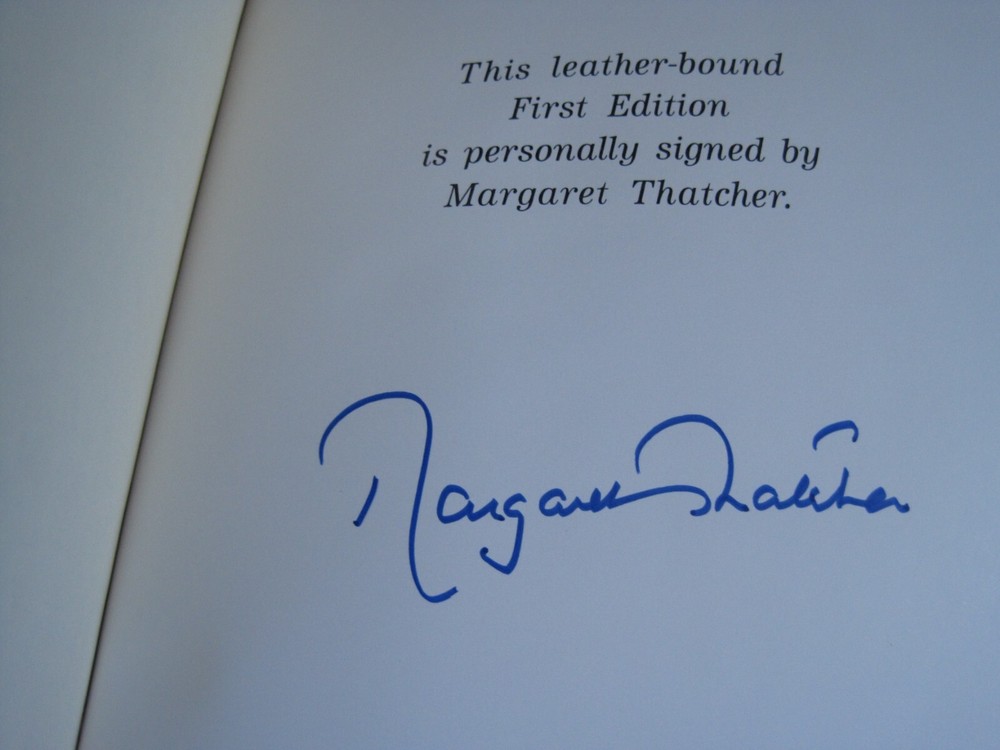 This leather-bound
First Edition
is personally signed by
Margaret Thatcher.
Margaret Thatcher